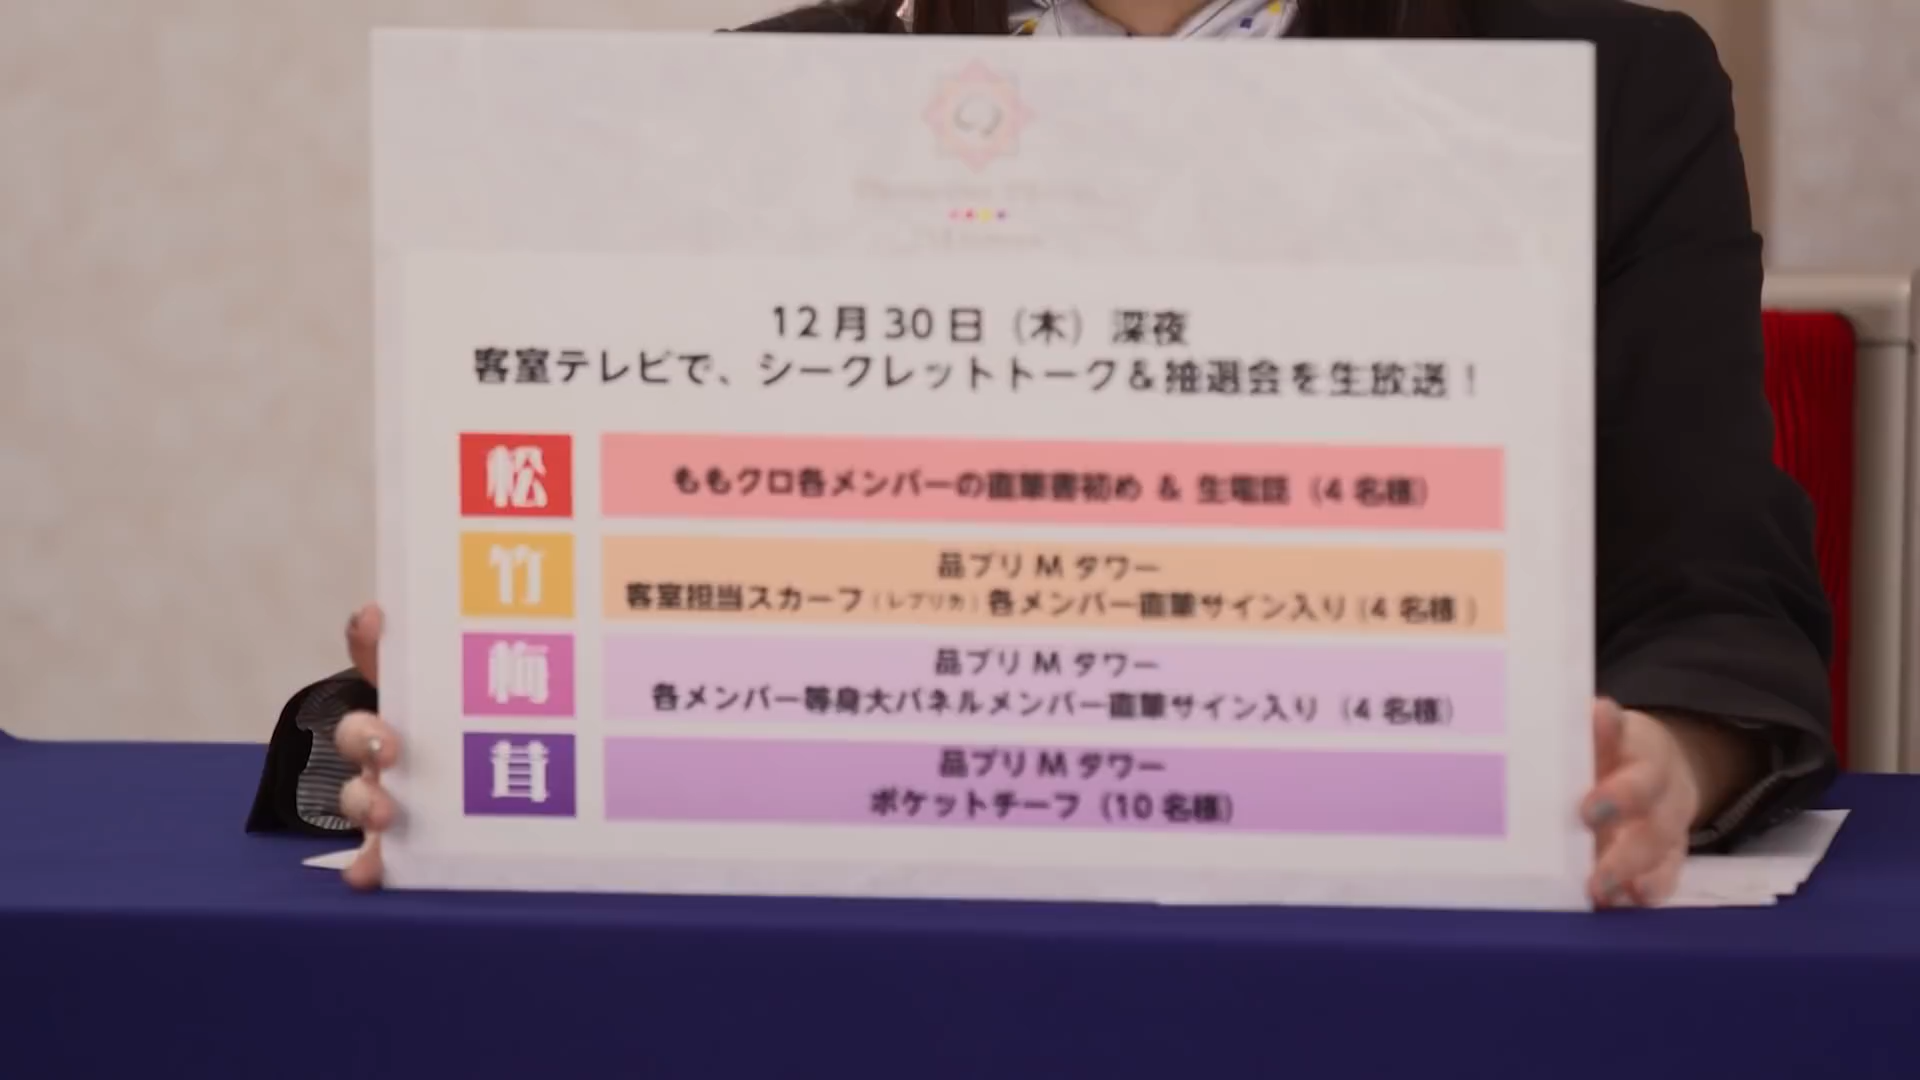 12月30日（木）深夜
客室テレビで、シークレットトーク＆抽選会を生放送！
松
ももクロ各メンバーの直筆書初め ＆ 生電話（4名様）
竹
品プリMタワー
客室担当スカーフ（レプリカ）各メンバー直筆サイン入り（4名様）
梅
品プリMタワー
各メンバー等身大パネルメンバー直筆サイン入り（4名様）
茸
品プリMタワー
ポケットチーフ（10名様）